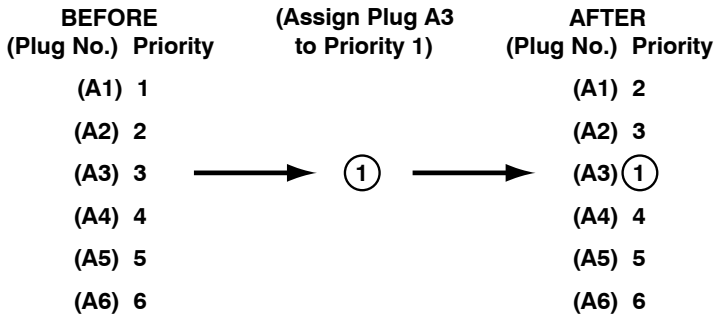 BEFORE (Assign Plug A3 AFTER
(Plug No.) Priority to Priority 1) (Plug No.) Priority
(A1) 1 (A1) 2
(A2) 2 (A2) 3
(A3) 3 1 (A3) 1
(A4) 4 (A4) 4
(A5) 5 (A5) 5
(A6) 6 (A6) 6